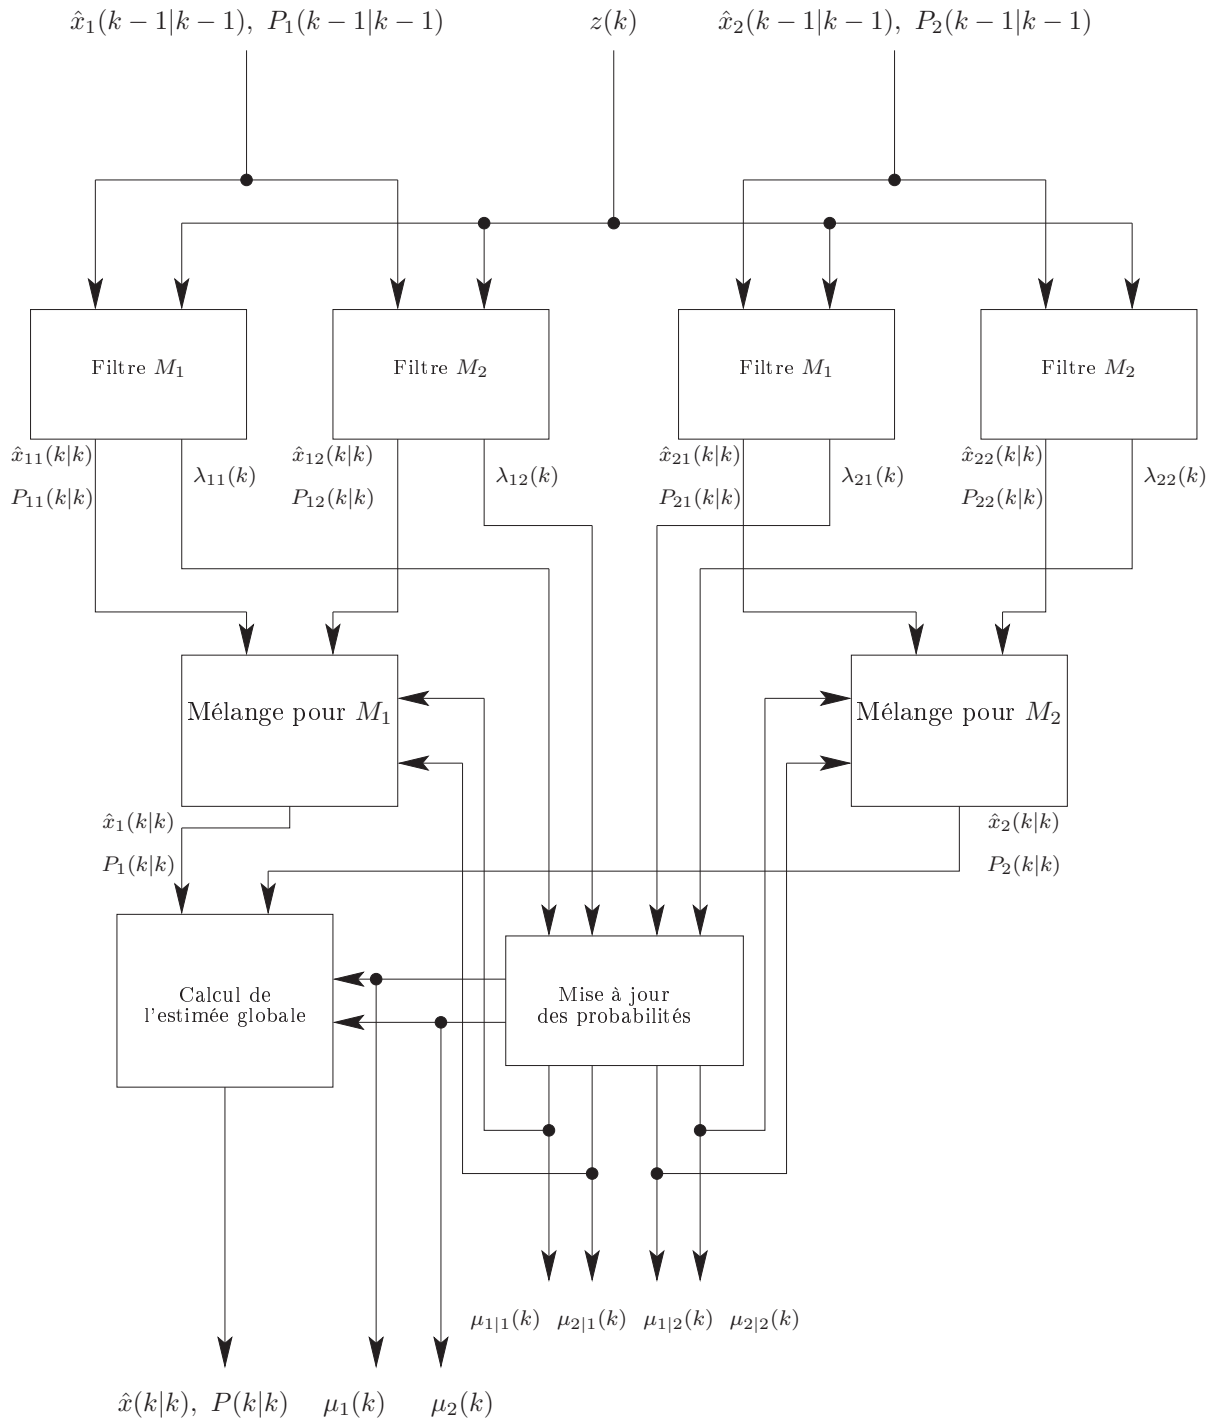 x̂₁(k−1|k−1), P₁(k−1|k−1)
z(k)
x̂₂(k−1|k−1), P₂(k−1|k−1)
Filtre M₁
Filtre M₂
Filtre M₁
Filtre M₂
x̂₁₁(k|k)
P₁₁(k|k)
λ₁₁(k)
x̂₁₂(k|k)
P₁₂(k|k)
λ₁₂(k)
x̂₂₁(k|k)
P₂₁(k|k)
λ₂₁(k)
x̂₂₂(k|k)
P₂₂(k|k)
λ₂₂(k)
Mélange pour M₁
Mélange pour M₂
x̂₁(k|k)
P₁(k|k)
x̂₂(k|k)
P₂(k|k)
Calcul de
l'estimée globale
Mise à jour
des probabilités
μ₁|₁(k)
μ₂|₁(k)
μ₁|₂(k)
μ₂|₂(k)
x̂(k|k), P(k|k)
μ₁(k)
μ₂(k)